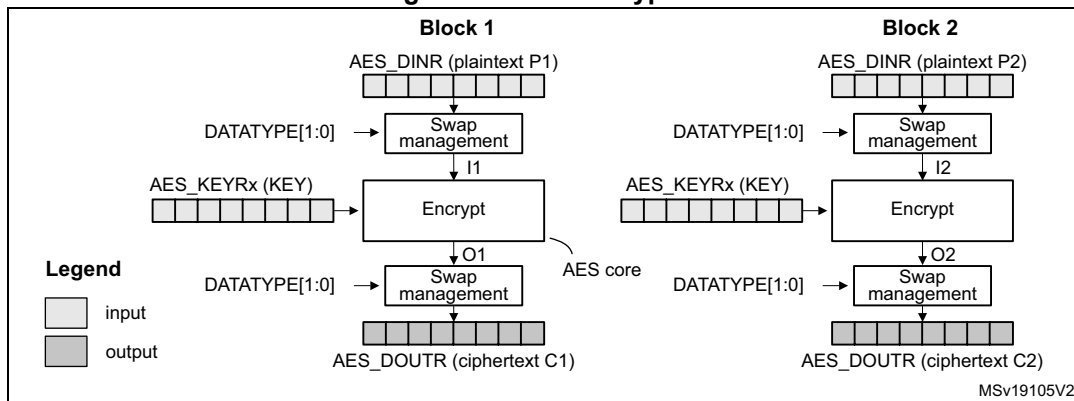 Block 1
AES_DINR (plaintext P1)
DATATYPE[1:0]
Swap
management
I1
AES_KEYRx (KEY)
Encrypt
O1
AES core
DATATYPE[1:0]
Swap
management
AES_DOUTR (ciphertext C1)
Block 2
AES_DINR (plaintext P2)
DATATYPE[1:0]
Swap
management
I2
AES_KEYRx (KEY)
Encrypt
O2
DATATYPE[1:0]
Swap
management
AES_DOUTR (ciphertext C2)
Legend
input
output
MSv19105V2